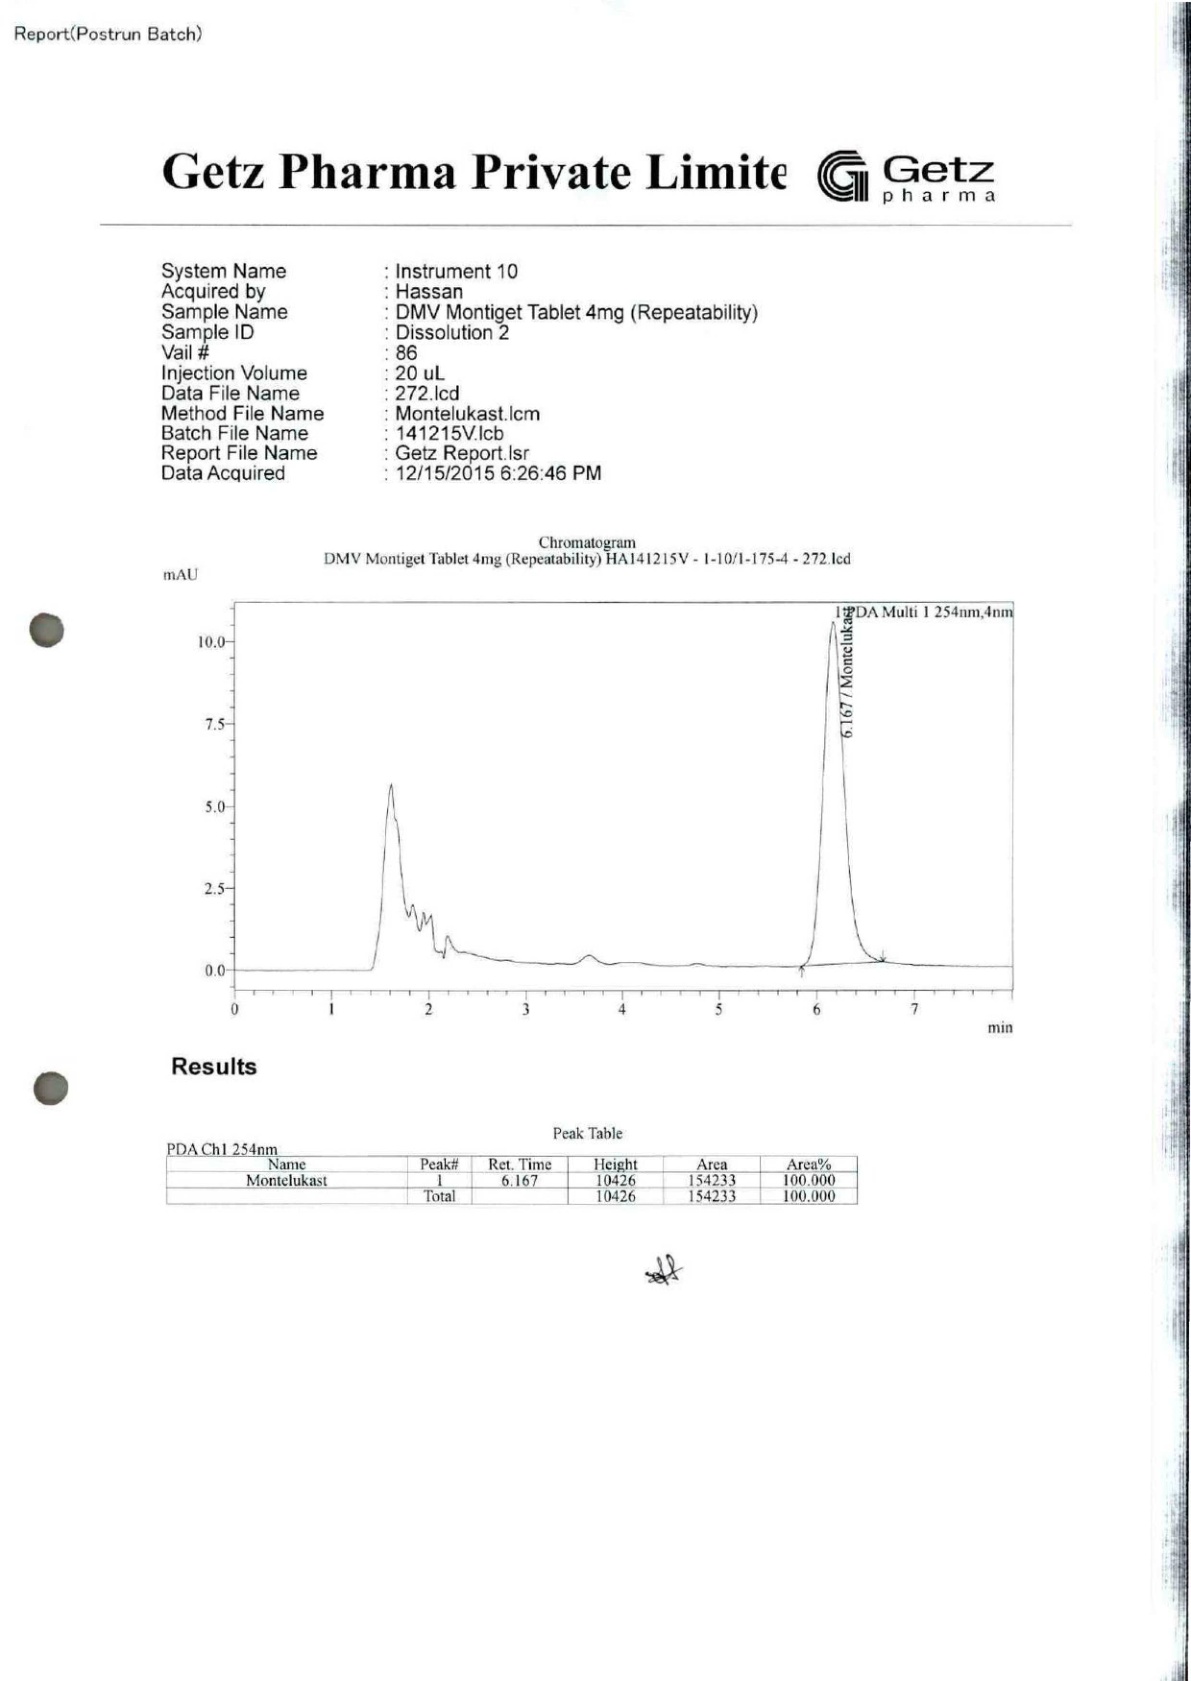 Report(Postrun Batch)
Getz Pharma Private Limite
Getz
pharma
System Name : Instrument 10
Acquired by : Hassan
Sample Name : DMV Montiget Tablet 4mg (Repeatability)
Sample ID : Dissolution 2
Vail # : 86
Injection Volume : 20 uL
Data File Name : 272.lcd
Method File Name : Montelukast.lcm
Batch File Name : 141215V.lcb
Report File Name : Getz Report.lsr
Data Acquired : 12/15/2015 6:26:46 PM
Chromatogram
DMV Montiget Tablet 4mg (Repeatability) HA141215V - 1-10/1-175-4 - 272.lcd
mAU
PDA Multi 1 254nm,4nm
6.167 / Montelukast
10.0
7.5
5.0
2.5
0.0
0 1 2 3 4 5 6 7
min
Results
Peak Table
PDA Ch1 254nm
Name Peak# Ret. Time Height Area Area%
Montelukast 1 6.167 10426 154233 100.000
Total 10426 154233 100.000